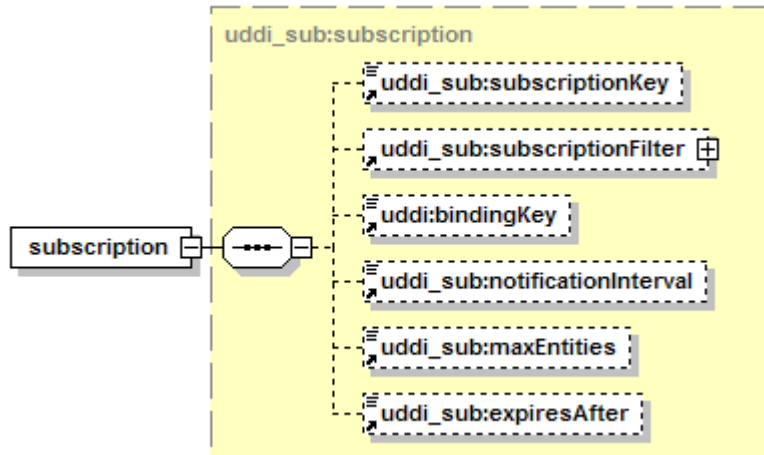 uddi_sub:subscription
uddi_sub:subscriptionKey
uddi_sub:subscriptionFilter
uddi:bindingKey
subscription
uddi_sub:notificationInterval
uddi_sub:maxEntities
uddi_sub:expiresAfter